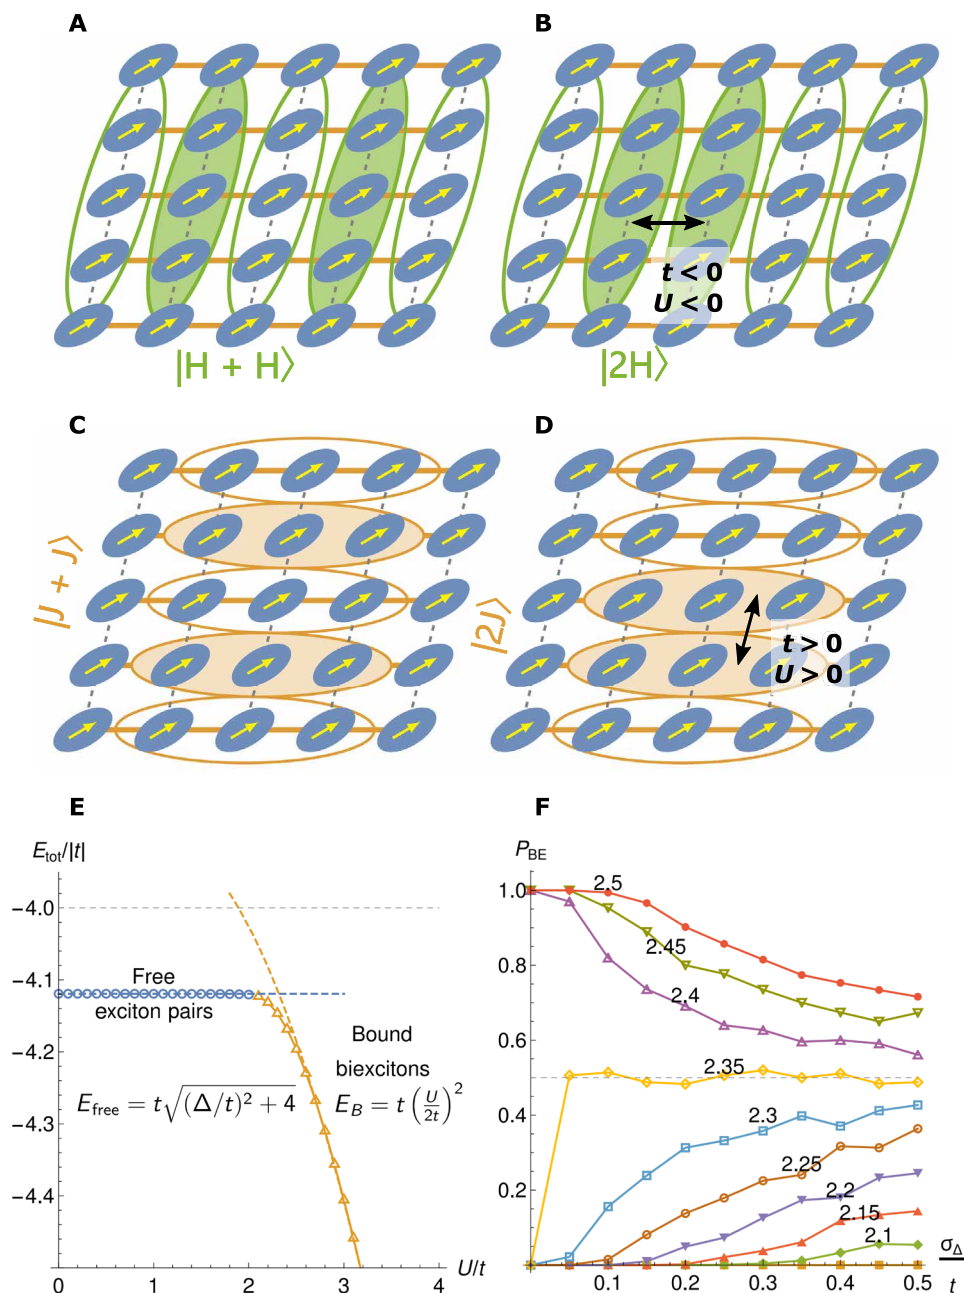 A
B
t < 0
U < 0
|H + H⟩
|2H⟩
C
D
|J + J⟩
|2J⟩
t > 0
U > 0
E
F
E_tot/|t|
−4.0
−4.1
−4.2
−4.3
−4.4
Free
exciton pairs
Bound
biexcitons
E_free = t√((Δ/t)² + 4)
E_B = t (U/2t)²
0
1
2
3
4
U/t
P_BE
1.0
0.8
0.6
0.4
0.2
2.5
2.45
2.4
2.35
2.3
2.25
2.2
2.15
2.1
0.1
0.2
0.3
0.4
0.5
σ_Δ
t